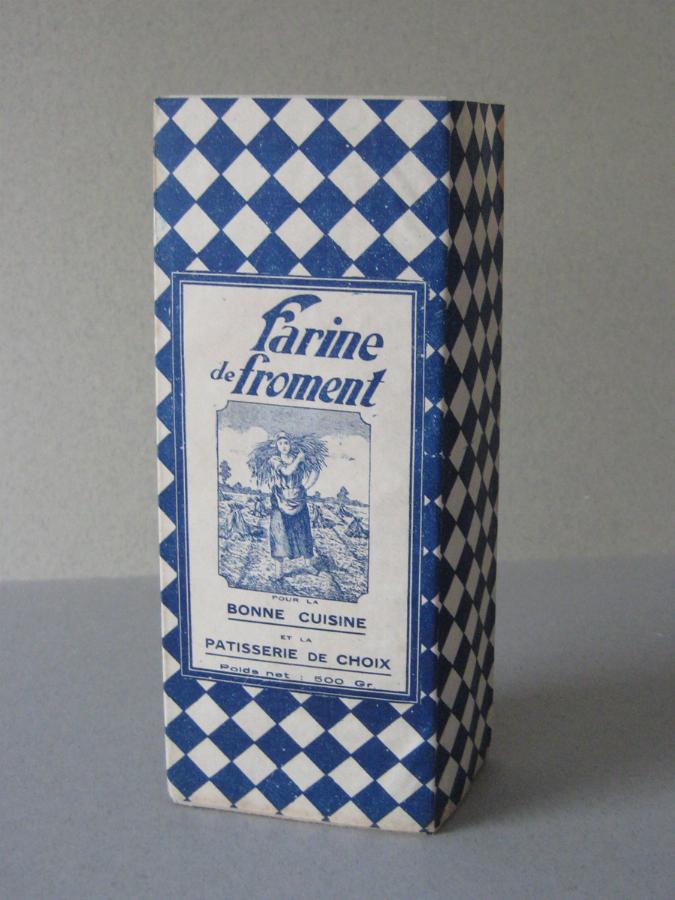 farine
de froment
POUR LA
BONNE CUISINE
ET LA
PATISSERIE DE CHOIX
Poids net : 500 Gr.